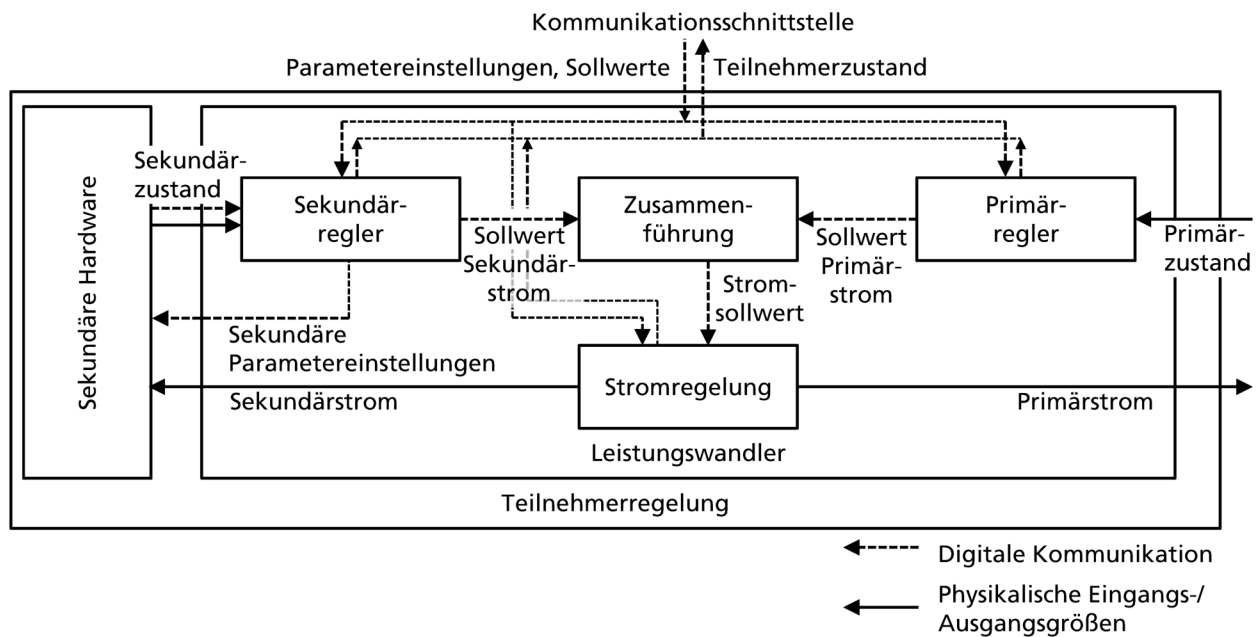 Kommunikationsschnittstelle
Parametereinstellungen, Sollwerte
Teilnehmerzustand
Sekundäre Hardware
Sekundär-
zustand
Sekundär-
regler
Zusammen-
führung
Primär-
regler
Sollwert
Sekundär-
strom
Sollwert
Primär-
strom
Primär-
zustand
Strom-
sollwert
Sekundäre
Parametereinstellungen
Stromregelung
Sekundärstrom
Primärstrom
Leistungswandler
Teilnehmerregelung
Digitale Kommunikation
Physikalische Eingangs-/
Ausgangsgrößen